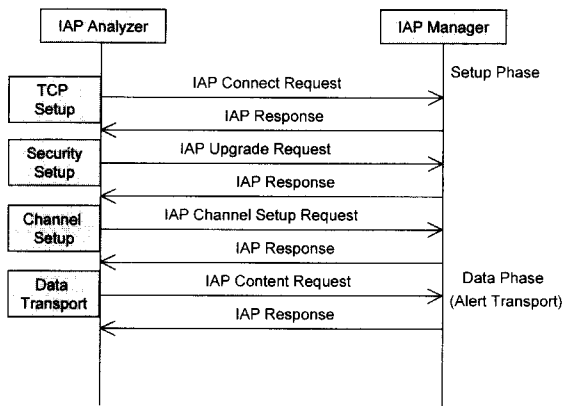 IAP Analyzer
IAP Manager
Setup Phase
TCP
Setup
IAP Connect Request
IAP Response
Security
Setup
IAP Upgrade Request
IAP Response
Channel
Setup
IAP Channel Setup Request
IAP Response
Data
Transport
IAP Content Request
Data Phase
(Alert Transport)
IAP Response